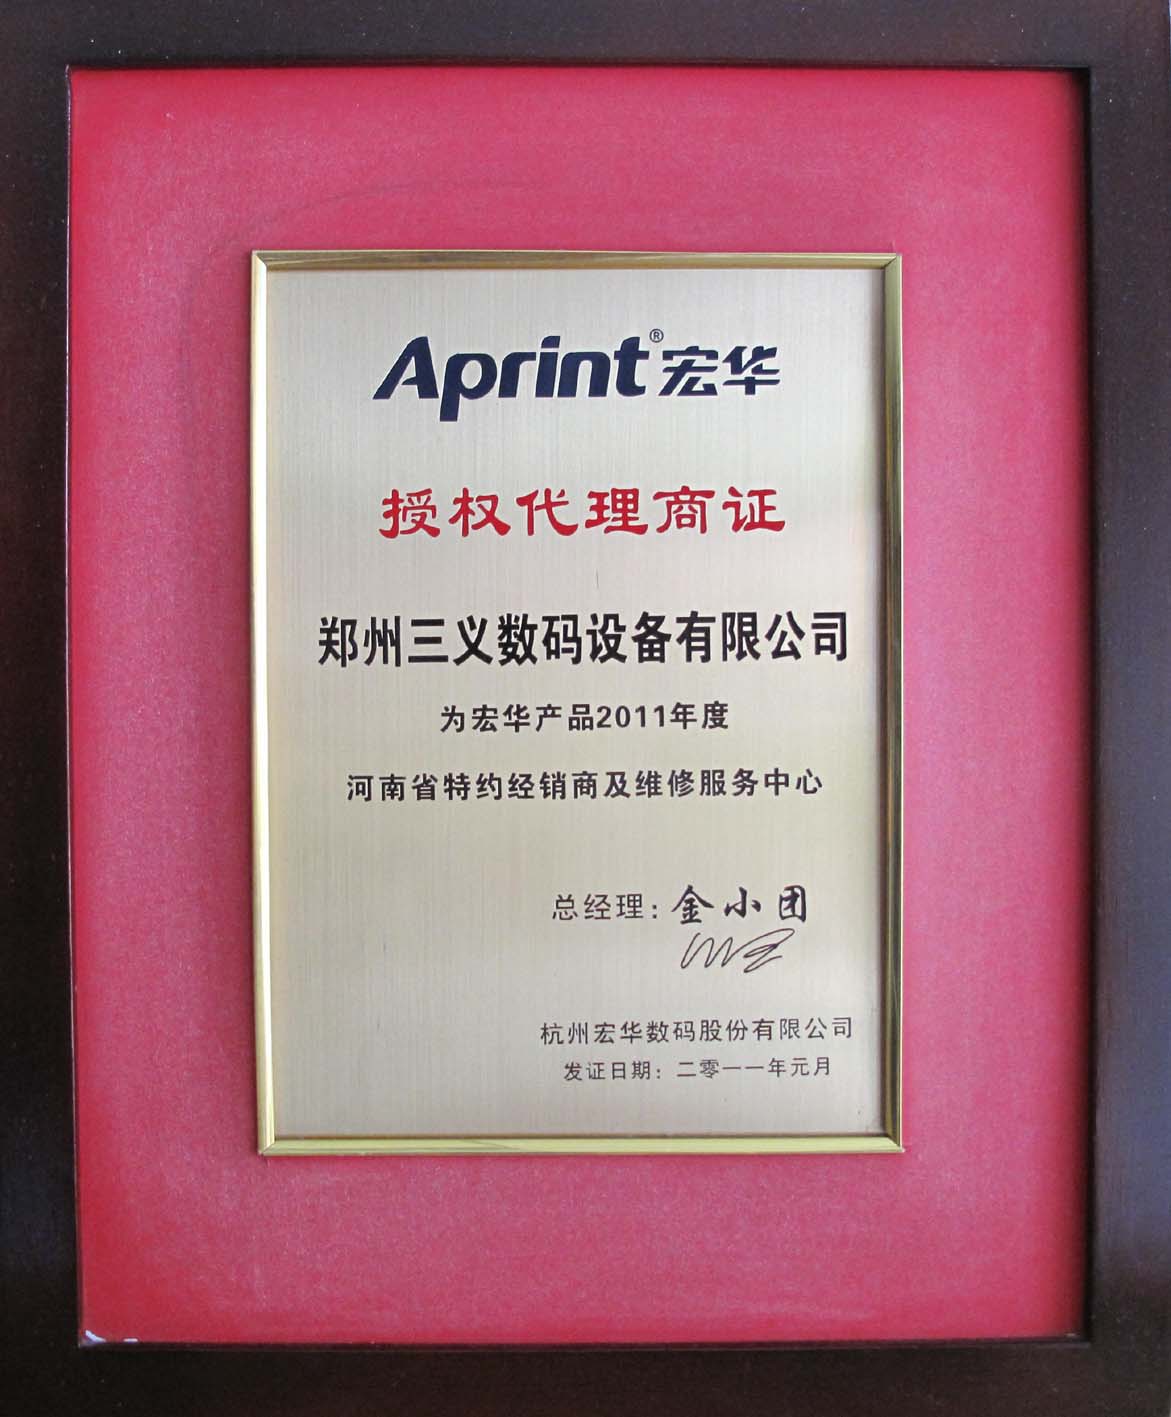 Aprint®宏华
授权代理商证
郑州三义数码设备有限公司
为宏华产品2011年度
河南省特约经销商及维修服务中心
总经理：金小团
杭州宏华数码股份有限公司
发证日期：二零一一年元月